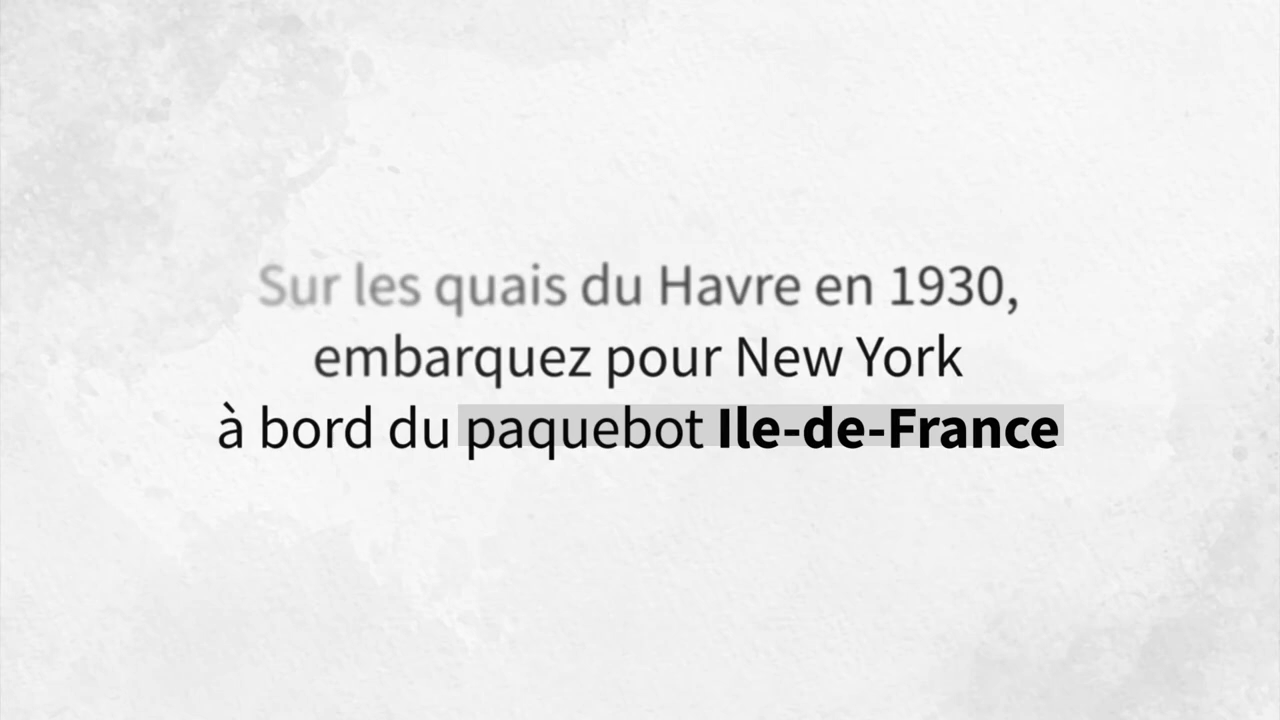 Sur les quais du Havre en 1930,
embarquez pour New York
à bord du paquebot Ile-de-France